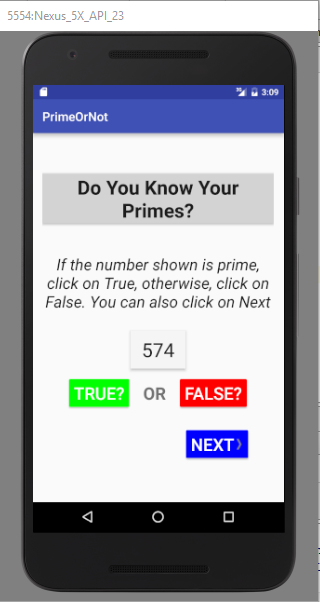 5554:Nexus_5X_API_23
3:09
PrimeOrNot
Do You Know Your
Primes?
If the number shown is prime,
click on True, otherwise, click on
False. You can also click on Next
574
TRUE? OR FALSE?
NEXT